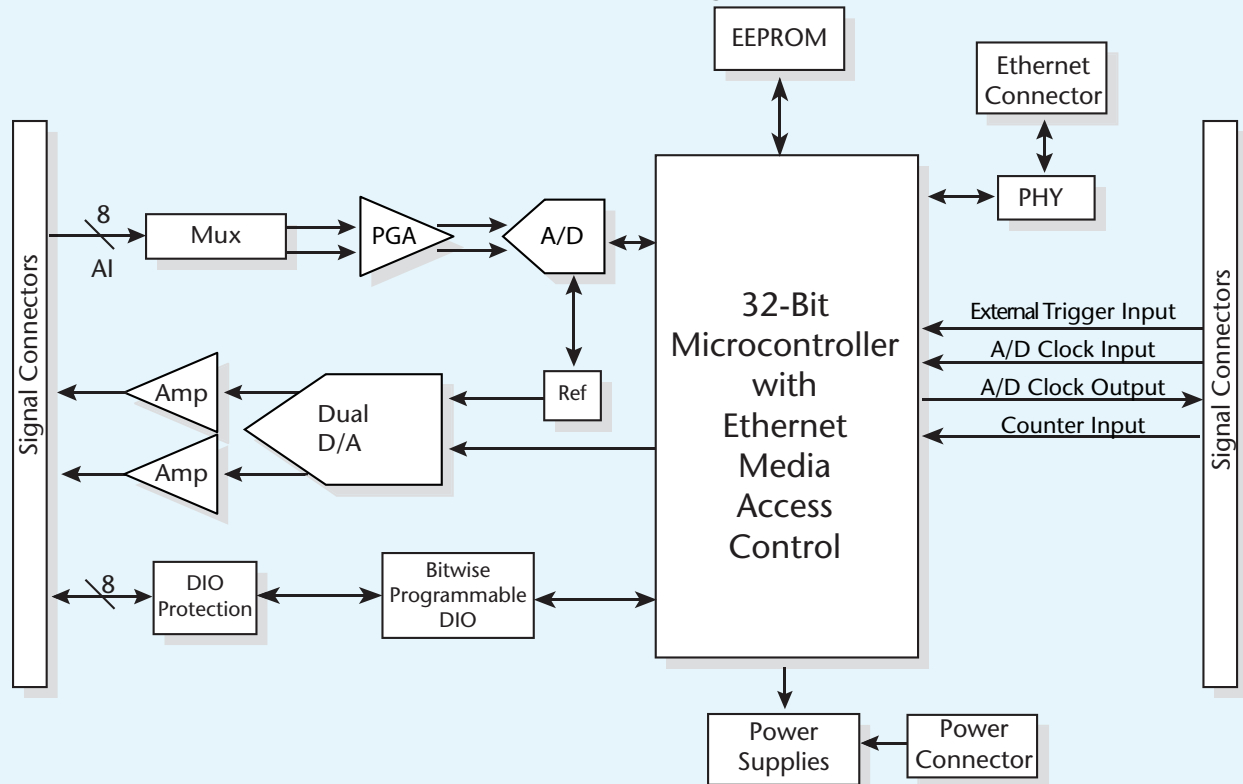 EEPROM
Ethernet
Connector
PHY
8
AI
Mux
PGA
A/D
Signal Connectors
32-Bit
Microcontroller
with
Ethernet
Media
Access
Control
External Trigger Input
A/D Clock Input
A/D Clock Output
Counter Input
Signal Connectors
Amp
Amp
Dual
D/A
Ref
8
DIO
Protection
Bitwise
Programmable
DIO
Power
Supplies
Power
Connector